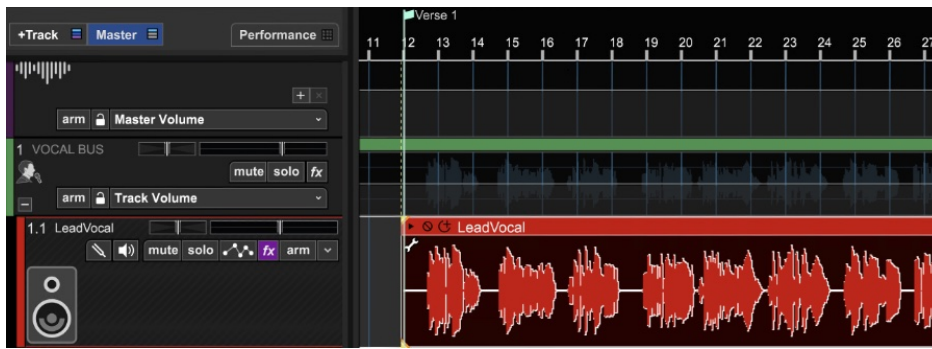 Verse 1
+Track Master Performance
11 12 13 14 15 16 17 18 19 20 21 22 23 24 25 26 27
+ ×
arm Master Volume
1 VOCAL BUS
mute solo fx
arm Track Volume
1.1 LeadVocal
LeadVocal
mute solo fx arm